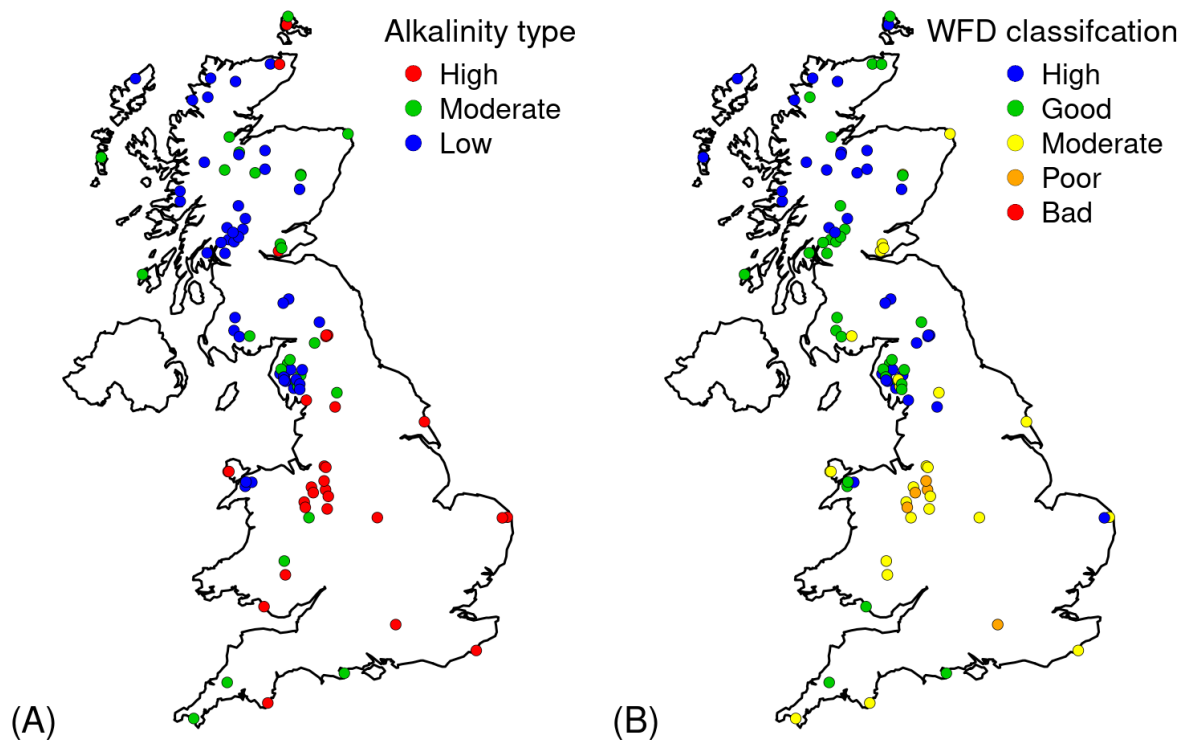 Alkalinity type
High
Moderate
Low
(A)
WFD classifcation
High
Good
Moderate
Poor
Bad
(B)